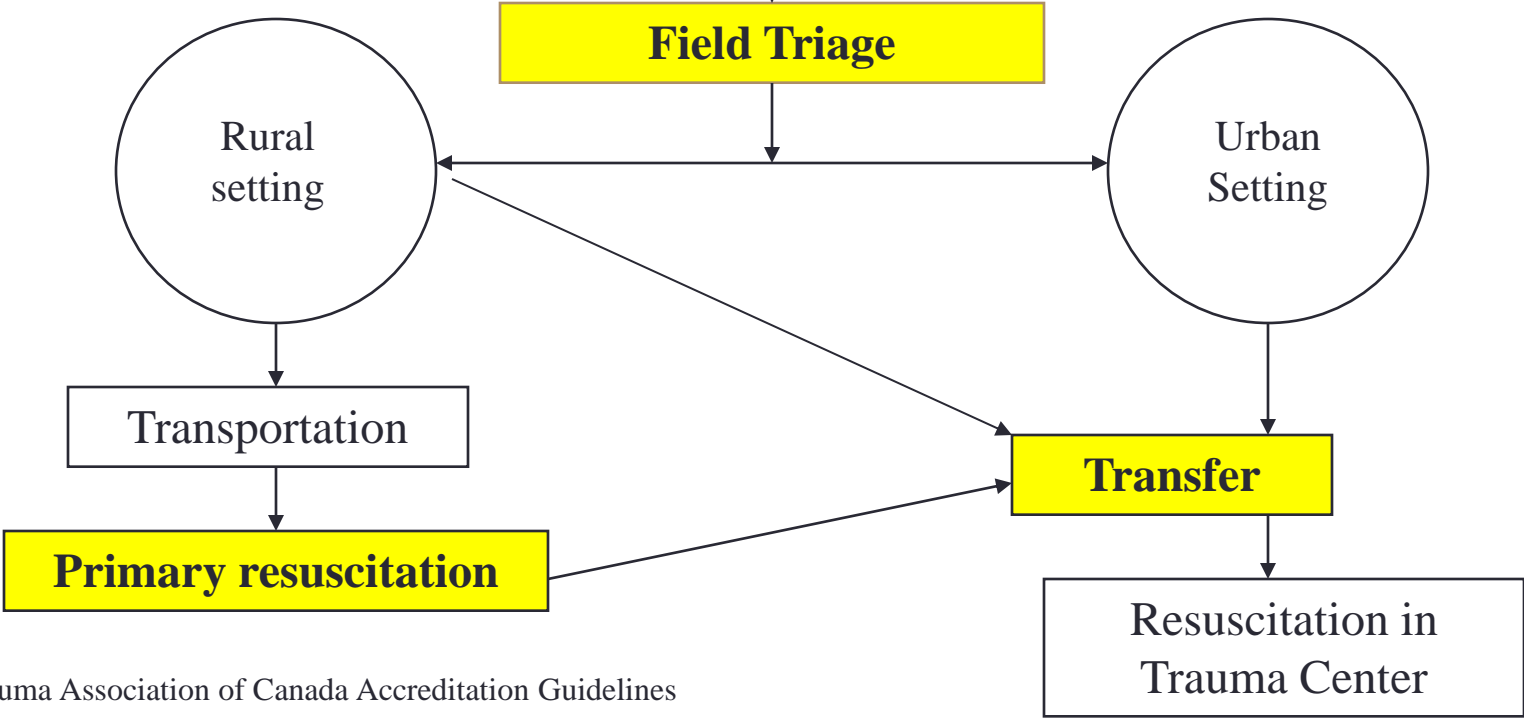 Field Triage
Rural
setting
Urban
Setting
Transportation
Transfer
Primary resuscitation
Resuscitation in
Trauma Center
uma Association of Canada Accreditation Guidelines